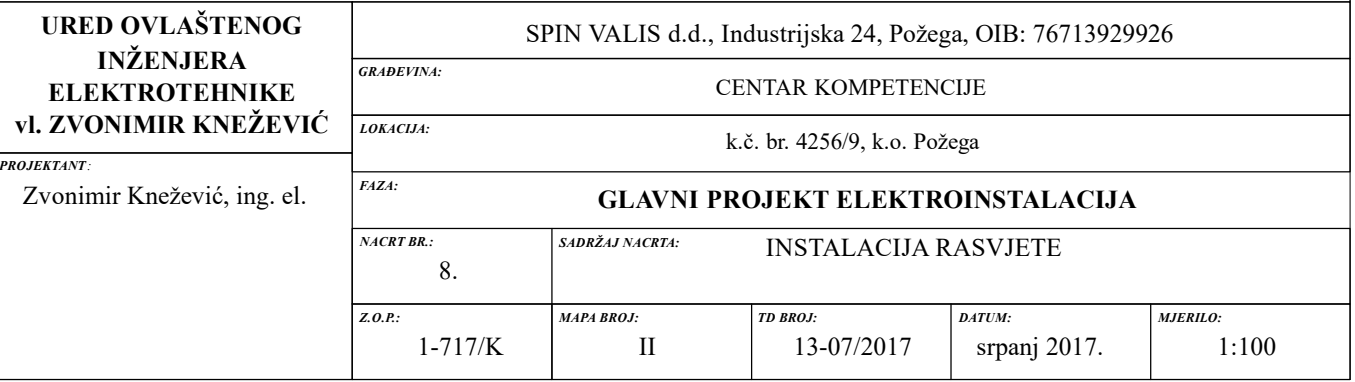 URED OVLAŠTENOG
INŽENJERA
ELEKTROTEHNIKE
vl. ZVONIMIR KNEŽEVIĆ
PROJEKTANT:
Zvonimir Knežević, ing. el.
SPIN VALIS d.d., Industrijska 24, Požega, OIB: 76713929926
GRAĐEVINA:
CENTAR KOMPETENCIJE
LOKACIJA:
k.č. br. 4256/9, k.o. Požega
FAZA:
GLAVNI PROJEKT ELEKTROINSTALACIJA
NACRT BR.:
8.
SADRŽAJ NACRTA:
INSTALACIJA RASVJETE
Z.O.P.:
1-717/K
MAPA BROJ:
II
TD BROJ:
13-07/2017
DATUM:
srpanj 2017.
MJERILO:
1:100